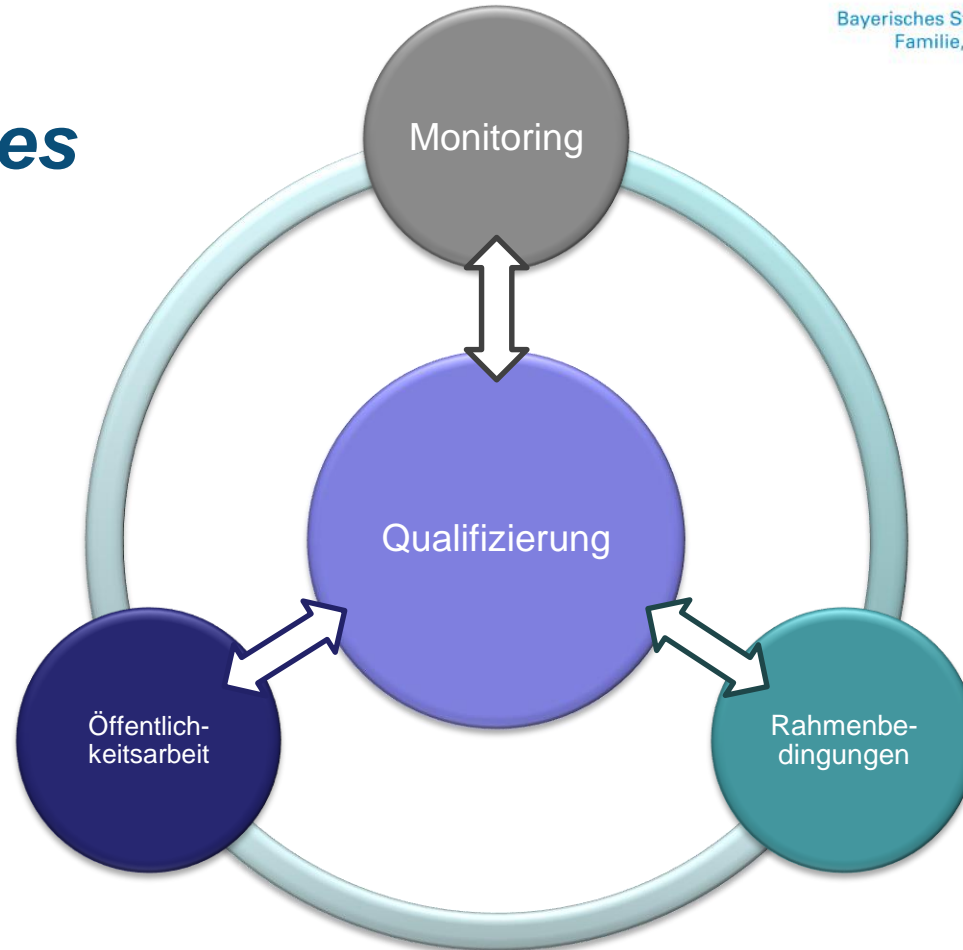 Bayerisches S
Familie,
es
Monitoring
Qualifizierung
Öffentlich-
keitsarbeit
Rahmenbe-
dingungen